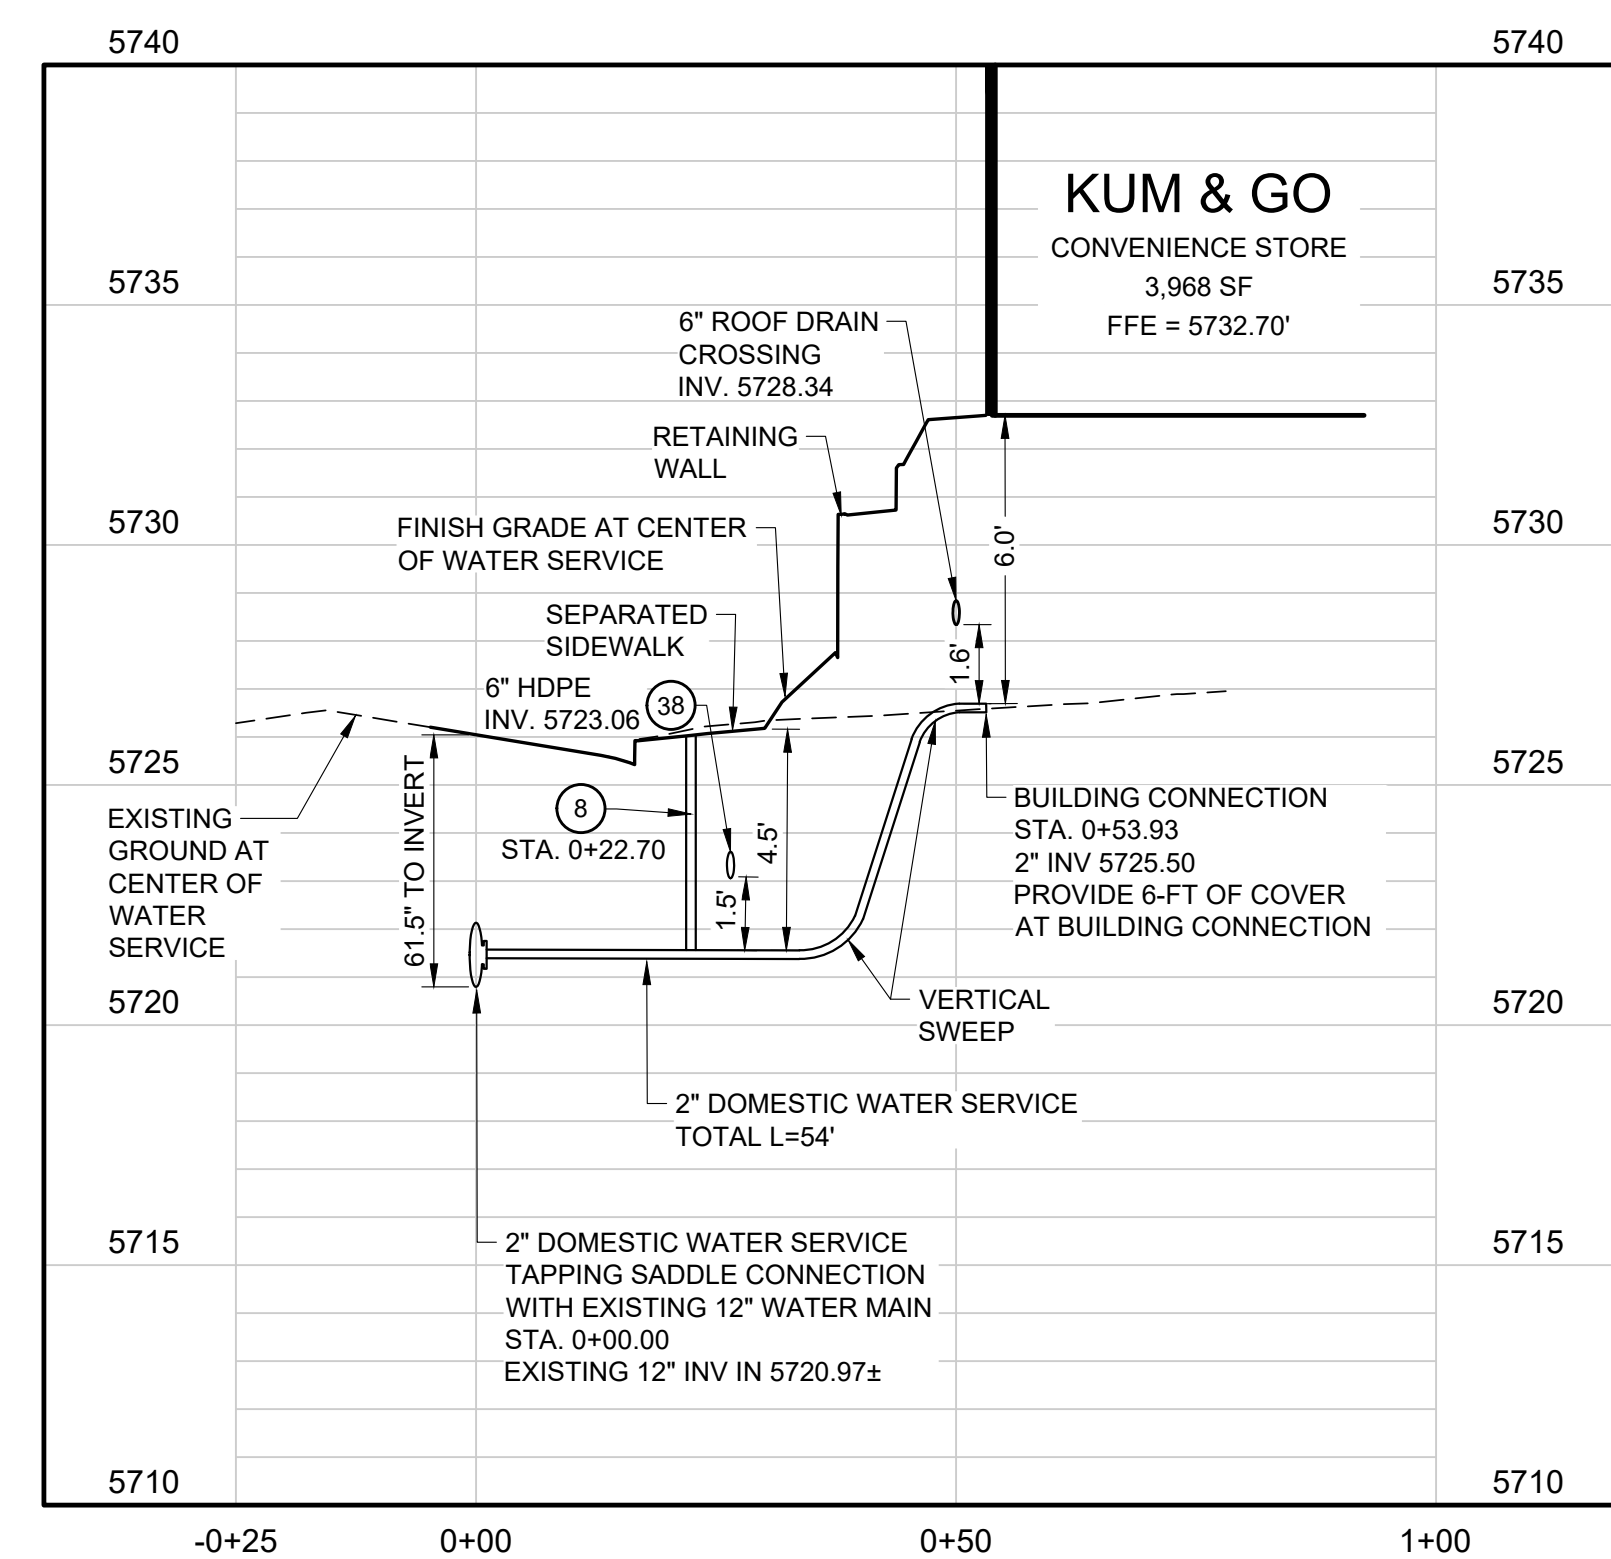 5740
5740
KUM & GO
CONVENIENCE STORE
3,968 SF
FFE = 5732.70'
5735
5735
6" ROOF DRAIN
CROSSING
INV. 5728.34
RETAINING
WALL
5730
5730
FINISH GRADE AT CENTER
OF WATER SERVICE
6.0'
SEPARATED
SIDEWALK
1.6'
6" HDPE
INV. 5723.06
38
5725
5725
EXISTING
GROUND AT
CENTER OF
WATER
SERVICE
61.5" TO INVERT
8
STA. 0+22.70
4.5'
1.5'
BUILDING CONNECTION
STA. 0+53.93
2" INV 5725.50
PROVIDE 6-FT OF COVER
AT BUILDING CONNECTION
5720
5720
VERTICAL
SWEEP
2" DOMESTIC WATER SERVICE
TOTAL L=54'
5715
5715
2" DOMESTIC WATER SERVICE
TAPPING SADDLE CONNECTION
WITH EXISTING 12" WATER MAIN
STA. 0+00.00
EXISTING 12" INV IN 5720.97±
5710
5710
-0+25
0+00
0+50
1+00